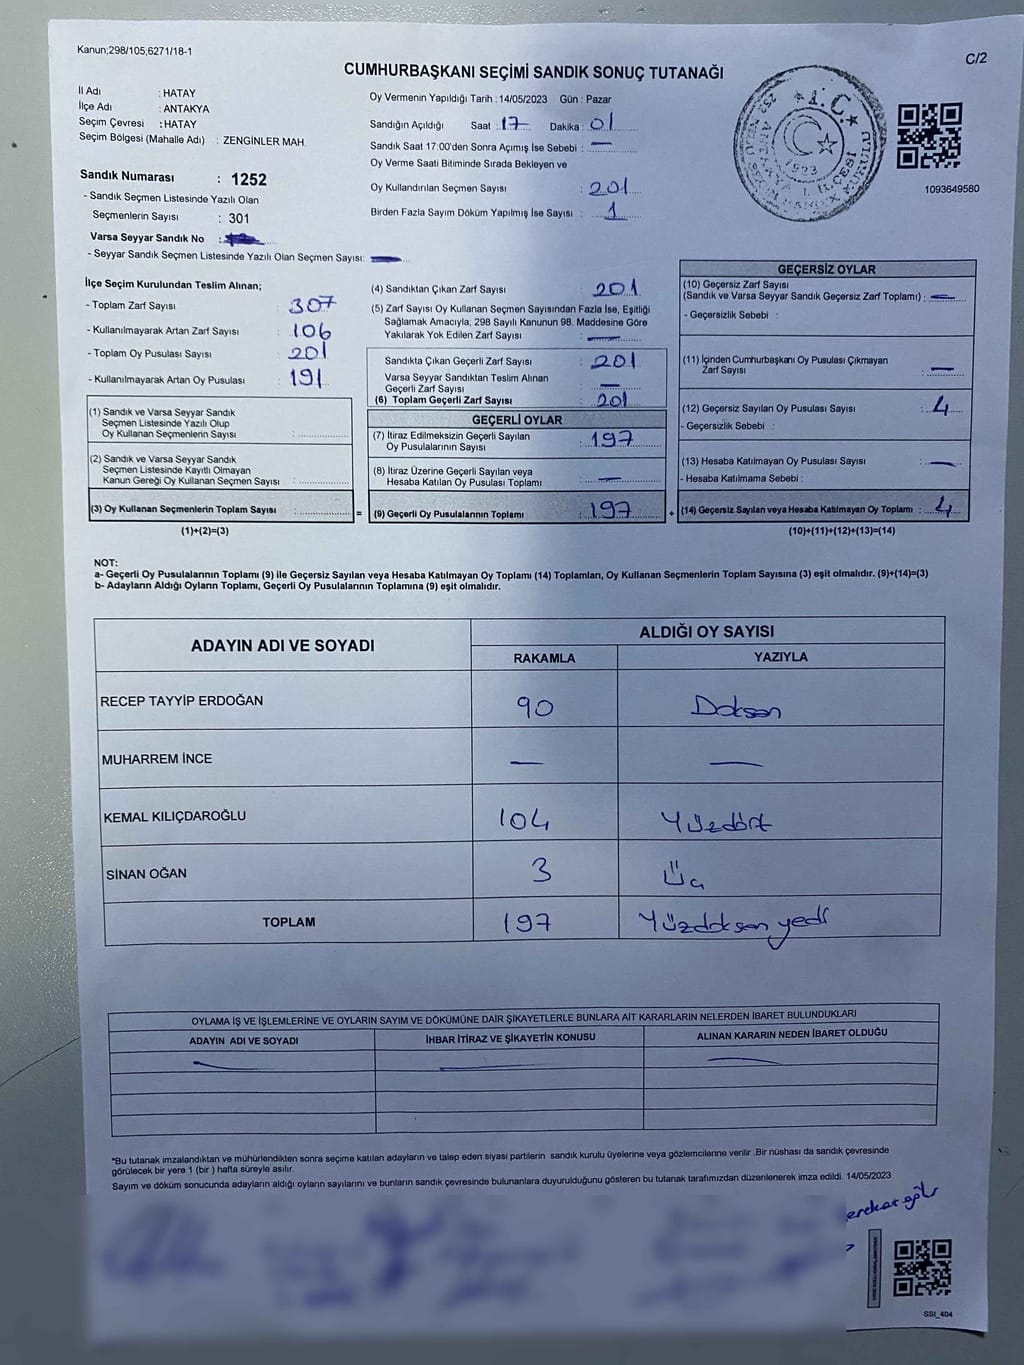 Kanun;298/105,6271/18-1
C/2
CUMHURBAŞKANI SEÇİMİ SANDIK SONUÇ TUTANAĞI
İl Adı : HATAY
İlçe Adı : ANTAKYA
Seçim Çevresi : HATAY
Seçim Bölgesi (Mahalle Adı) : ZENGİNLER MAH.
Sandık Numarası : 1252
- Sandık Seçmen Listesinde Yazılı Olan
Seçmenlerin Sayısı : 301
Varsa Seyyar Sandık No :
- Seyyar Sandık Seçmen Listesinde Yazılı Olan Seçmen Sayısı:
Oy Vermenin Yapıldığı Tarih : 14/05/2023 Gün : Pazar
Sandığın Açıldığı Saat 17 Dakika : 01
Sandık Saat 17:00'den Sonra Açımış İse Sebebi : —
Oy Verme Saati Bitiminde Sırada Bekleyen ve
Oy Kullandırılan Seçmen Sayısı : 201
Birden Fazla Sayım Döküm Yapılmış İse Sayısı : 1
T.C.
1923
1093649580
İlçe Seçim Kurulundan Teslim Alınan;
- Toplam Zarf Sayısı : 307
- Kullanılmayarak Artan Zarf Sayısı : 106
- Toplam Oy Pusulası Sayısı : 201
- Kullanılmayarak Artan Oy Pusulası : 191
(1) Sandık ve Varsa Seyyar Sandık
Seçmen Listesinde Yazılı Olup
Oy Kullanan Seçmenlerin Sayısı :
(2) Sandık ve Varsa Seyyar Sandık
Seçmen Listesinde Kayıtlı Olmayan
Kanun Gereği Oy Kullanan Seçmen Sayısı :
(3) Oy Kullanan Seçmenlerin Toplam Sayısı :
(1)+(2)=(3)
=
(4) Sandıktan Çıkan Zarf Sayısı : 201
(5) Zarf Sayısı Oy Kullanan Seçmen Sayısından Fazla İse, Eşitliği
Sağlamak Amacıyla; 298 Sayılı Kanunun 98. Maddesine Göre
Yakılarak Yok Edilen Zarf Sayısı : —
Sandıkta Çıkan Geçerli Zarf Sayısı : 201
Varsa Seyyar Sandıktan Teslim Alınan
Geçerli Zarf Sayısı : —
(6) Toplam Geçerli Zarf Sayısı : 201
GEÇERLİ OYLAR
(7) İtiraz Edilmeksizin Geçerli Sayılan
Oy Pusulalarının Sayısı : 197
(8) İtiraz Üzerine Geçerli Sayılan veya
Hesaba Katılan Oy Pusulası Toplamı : —
(9) Geçerli Oy Pusulalarının Toplamı : 197
+
GEÇERSİZ OYLAR
(10) Geçersiz Zarf Sayısı
(Sandık ve Varsa Seyyar Sandık Geçersiz Zarf Toplamı) : —
- Geçersizlik Sebebi :
(11) İçinden Cumhurbaşkanı Oy Pusulası Çıkmayan
Zarf Sayısı : —
(12) Geçersiz Sayılan Oy Pusulası Sayısı : 4
- Geçersizlik Sebebi :
(13) Hesaba Katılmayan Oy Pusulası Sayısı : —
- Hesaba Katılmama Sebebi :
(14) Geçersiz Sayılan veya Hesaba Katılmayan Oy Toplamı : 4
(10)+(11)+(12)+(13)=(14)
NOT:
a- Geçerli Oy Pusulalarının Toplamı (9) ile Geçersiz Sayılan veya Hesaba Katılmayan Oy Toplamı (14) Toplamları, Oy Kullanan Seçmenlerin Toplam Sayısına (3) eşit olmalıdır. (9)+(14)=(3)
b- Adayların Aldığı Oyların Toplamı, Geçerli Oy Pusulalarının Toplamına (9) eşit olmalıdır.
ADAYIN ADI VE SOYADI ALDIĞI OY SAYISI
RAKAMLA YAZIYLA
RECEP TAYYİP ERDOĞAN 90 Doksan
MUHARREM İNCE — —
KEMAL KILIÇDAROĞLU 104 Yüzdört
SİNAN OĞAN 3 Üç
TOPLAM 197 Yüzdoksan yedi
OYLAMA İŞ VE İŞLEMLERİNE VE OYLARIN SAYIM VE DÖKÜMÜNE DAİR ŞİKAYETLERLE BUNLARA AİT KARARLARIN NELERDEN İBARET BULUNDUKLARI
ADAYIN ADI VE SOYADI İHBAR İTİRAZ VE ŞİKAYETİN KONUSU ALINAN KARARIN NEDEN İBARET OLDUĞU
— — —
*Bu tutanak imzalandıktan ve mühürlendikten sonra seçime katılan adayların ve talep eden siyasi partilerin sandık kurulu üyelerine veya gözlemcilerine verilir .Bir nüshası da sandık çevresinde
görülecek bir yere 1 (bir ) hafta süreyle asılır.
Sayım ve döküm sonucunda adayların aldığı oyların sayılarını ve bunların sandık çevresinde bulunanlara duyurulduğunu gösteren bu tutanak tarafımızdan düzenlenerek imza edildi. 14/05/2023
SSI_404